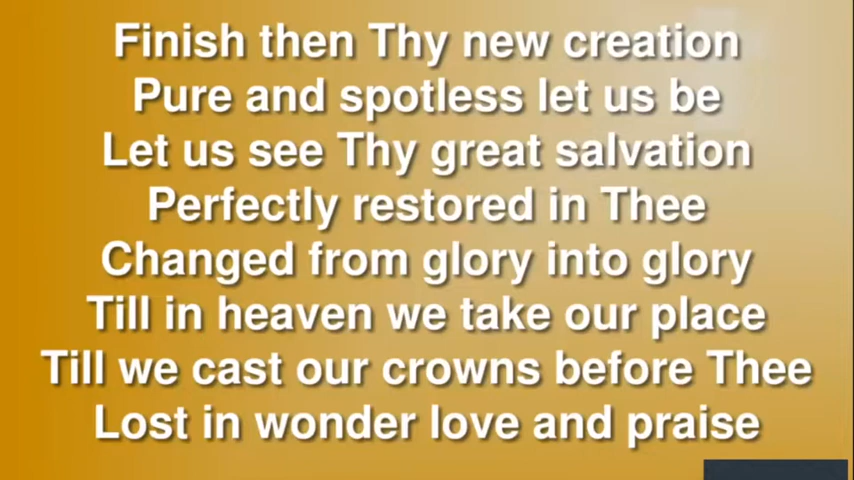 Finish then Thy new creation
Pure and spotless let us be
Let us see Thy great salvation
Perfectly restored in Thee
Changed from glory into glory
Till in heaven we take our place
Till we cast our crowns before Thee
Lost in wonder love and praise